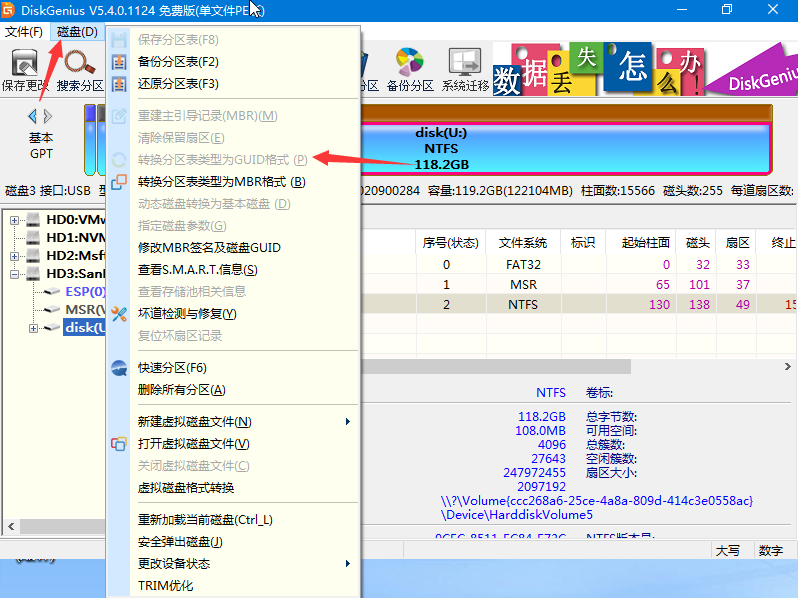 DiskGenius V5.4.0.1124 免费版(单文件PE
文件(F) 磁盘(D)
保存更改 搜索分区 分区 备份分区 系统迁移
数据丢失怎么办!
DiskGeniu
保存分区表(F8)
备份分区表(F2)
还原分区表(F3)
重建主引导记录(MBR)(M)
清除保留扇区(E)
转换分区表类型为GUID格式 (P)
转换分区表类型为MBR格式 (B)
动态磁盘转换为基本磁盘 (D)
指定磁盘参数(G)
修改MBR签名及磁盘GUID
查看S.M.A.R.T.信息(S)
查看存储池相关信息
坏道检测与修复(Y)
复位坏扇区记录
快速分区(F6)
删除所有分区(A)
新建虚拟磁盘文件(N)
打开虚拟磁盘文件(V)
关闭虚拟磁盘文件(C)
虚拟磁盘格式转换
重新加载当前磁盘(Ctrl_L)
安全弹出磁盘(J)
更改设备状态
TRIM优化
基本
GPT
disk(U:)
NTFS
118.2GB
磁盘3 接口:USB 型
020900284 容量:119.2GB(122104MB) 柱面数:15566 磁头数:255 每道扇区数:
HD0:VMw
HD1:NVM
HD2:Msft
HD3:SanI
ESP(0)
MSR(
disk(U
序号(状态) 文件系统 标识 起始柱面 磁头 扇区 终止
0 FAT32 0 32 33
1 MSR 65 101 37
2 NTFS 130 138 49 15
NTFS 卷标:
118.2GB 总字节数:
108.0MB 可用空间:
4096 总簇数:
27643 空闲簇数:
247972455 扇区大小:
2097192
\\?\Volume{ccc268a6-25ce-4a8a-809d-414c3e0558ac}
\Device\HarddiskVolume5
大写 数字